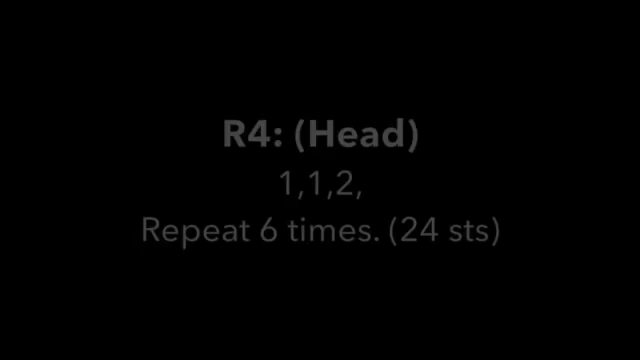 R4: (Head)
1,1,2,
Repeat 6 times. (24 sts)